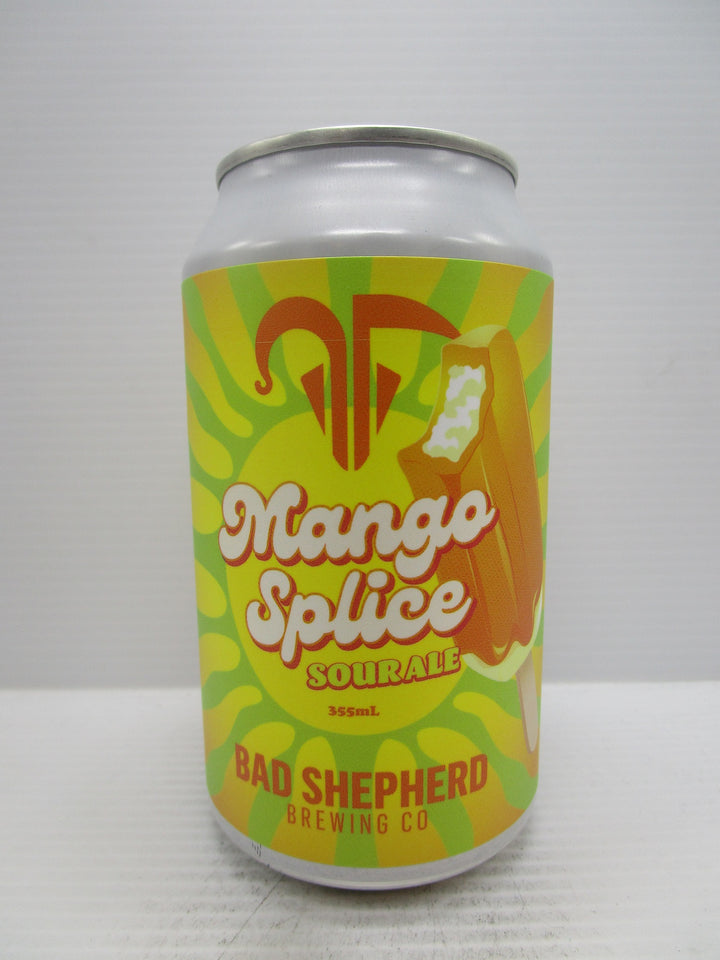 Mango
Splice
SOUR ALE
355mL
BAD SHEPHERD
BREWING CO